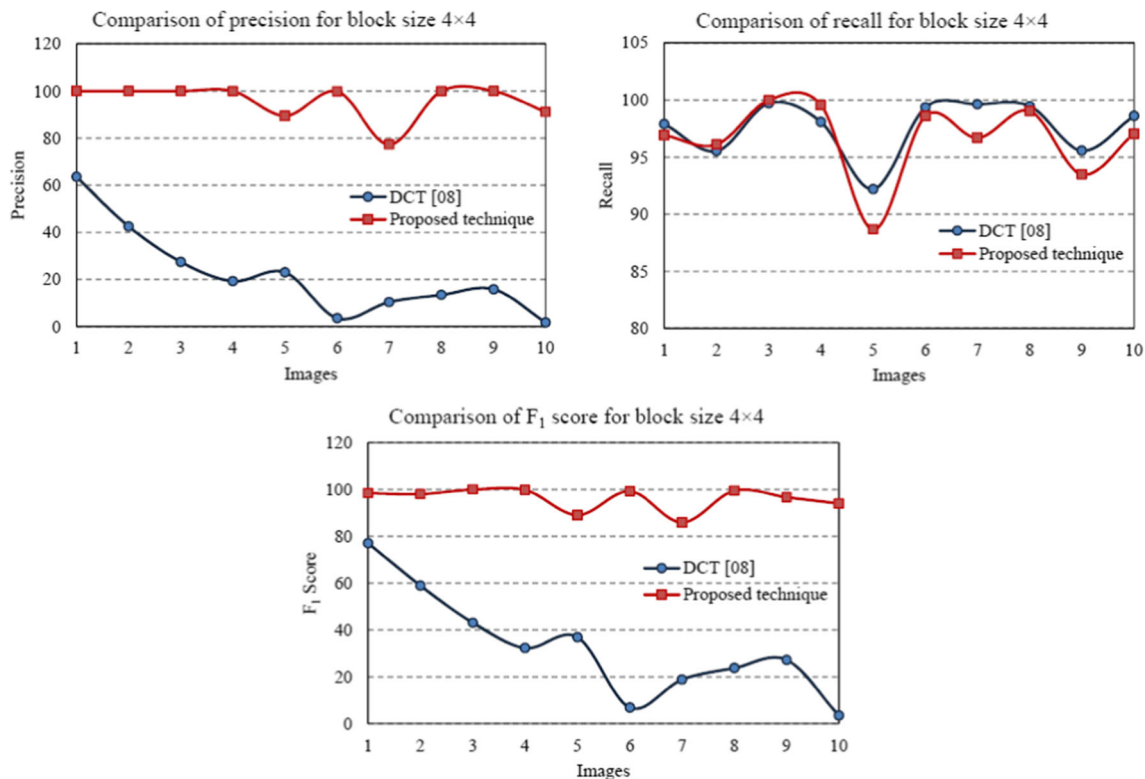 Comparison of precision for block size 4×4
120
100
80
60
40
20
0
Precision
DCT [08]
Proposed technique
1 2 3 4 5 6 7 8 9 10
Images
Comparison of recall for block size 4×4
105
100
95
90
85
80
Recall
DCT [08]
Proposed technique
1 2 3 4 5 6 7 8 9 10
Images
Comparison of F₁ score for block size 4×4
120
100
80
60
40
20
0
F₁ Score
DCT [08]
Proposed technique
1 2 3 4 5 6 7 8 9 10
Images